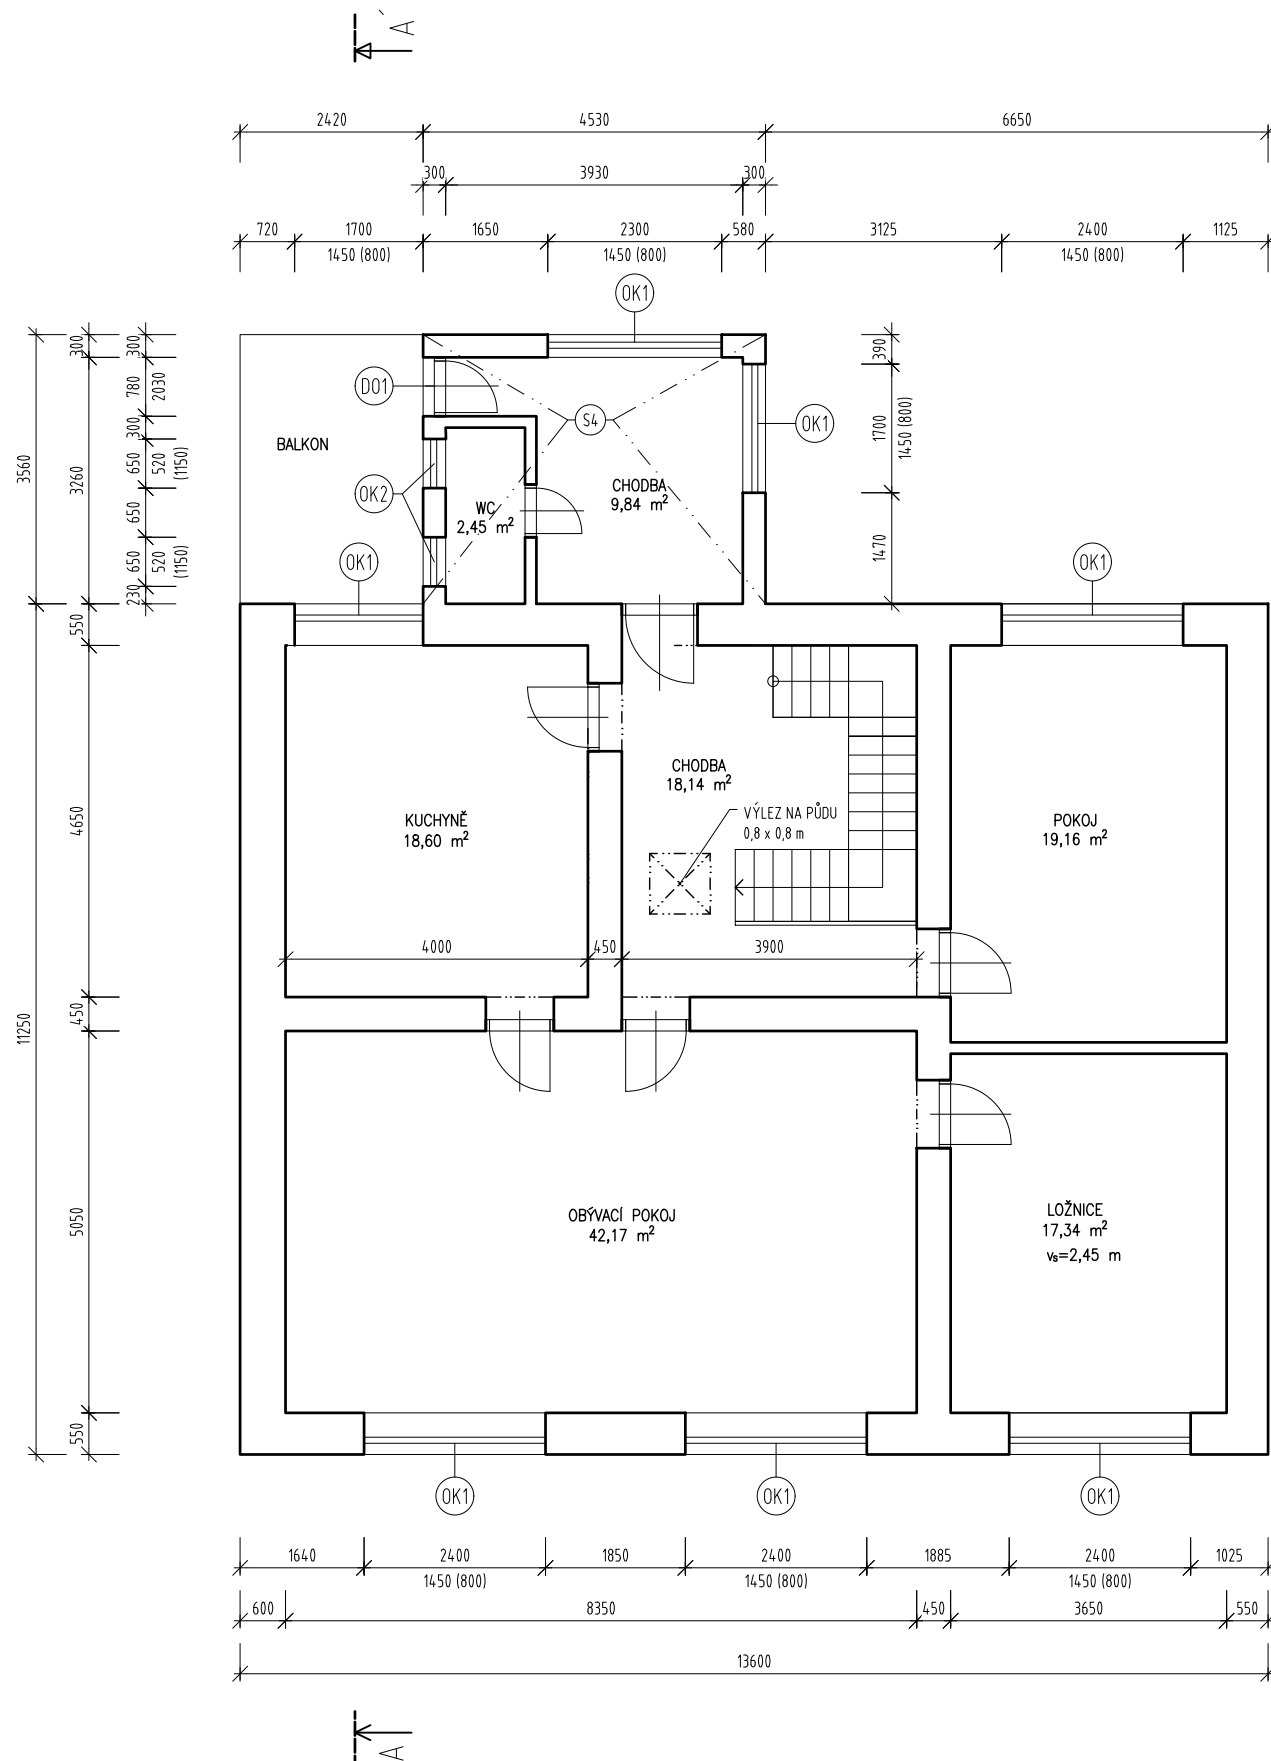 A´
2420 4530 6650
300 3930 300
720 1700 1650 2300 580 3125 2400 1125
1450 (800) 1450 (800) 1450 (800)
OK1
300 300
390
780 2030
DO1
S4
OK1
1700
1450 (800)
BALKON
300
3560
3260
650 520
(1150)
OK2
CHODBA
9,84 m²
WC
2,45 m²
650
1470
650 520
(1150)
OK1
OK1
230
550
CHODBA
18,14 m²
VÝLEZ NA PŮDU
0,8 x 0,8 m
KUCHYNĚ
18,60 m²
POKOJ
19,16 m²
4650
4000 450 3900
450
11250
5050
OBÝVACÍ POKOJ
42,17 m²
LOŽNICE
17,34 m²
vs=2,45 m
550
OK1
OK1
OK1
1640 2400 1850 2400 1885 2400 1025
1450 (800) 1450 (800) 1450 (800)
600 8350 450 3650 550
13600
A